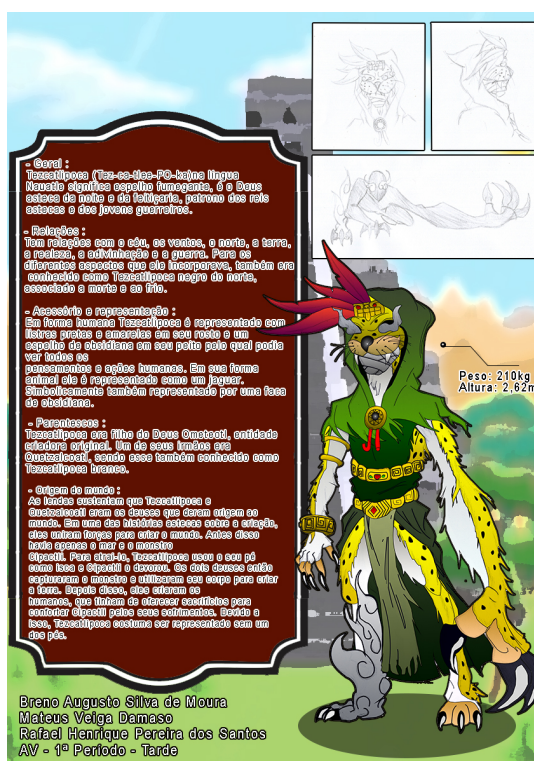 - Geral :
Tezcatlipoca (Tez-ca-tlee-PO-ka)na lingua
Nauatle significa espelho fumegante, é o Deus
asteca da noite e da feitiçaria, patrono dos reis
astecas e dos jovens guerreiros.
- Relações :
Tem relações com o céu, os ventos, o norte, a terra,
a realeza, a adivinhação e a guerra. Para os
diferentes aspectos que ele incorporava, também era
conhecido como Tezcatlipoca negro do norte,
associado a morte e ao frio.
- Acessório e representação :
Em forma humana Tezcatlipoca é representado com
listras pretas e amarelas em seu rosto e um
espelho de obsidiana em seu peito pelo qual podia
ver todos os
pensamentos e ações humanas. Em sua forma
animal ele é representado como um jaguar.
Simbolicamente também representado por uma faca
de obsidiana.
- Parentescos :
Tezcatlipoca era filho do Deus Ometeotl, entidade
criadora original. Um de seus irmãos era
Quetzalcoatl, sendo esse também conhecido como
Tezcatlipoca branco.
- Origem do mundo :
As lendas sustentam que Tezcatlipoca e
Quetzalcoatl eram os deuses que deram origem ao
mundo. Em uma das histórias astecas sobre a criação,
eles uniram forças para criar o mundo. Antes disso
havia apenas o mar e o monstro
Cipactli. Para atraí-lo, Tezcatlipoca usou o seu pé
como isca e Cipactli o devorou. Os dois deuses então
capturaram o monstro e utilizaram seu corpo para criar
a terra. Depois disso, eles criaram os
humanos, que tinham de oferecer sacrifícios para
confortar Cipactli pelos seus sofrimentos. Devido a
isso, Tezcatlipoca costuma ser representado sem um
dos pés.
Peso: 210kg
Altura: 2,62m
Breno Augusto Silva de Moura
Mateus Veiga Damaso
Rafael Henrique Pereira dos Santos
AV - 1ª Período - Tarde